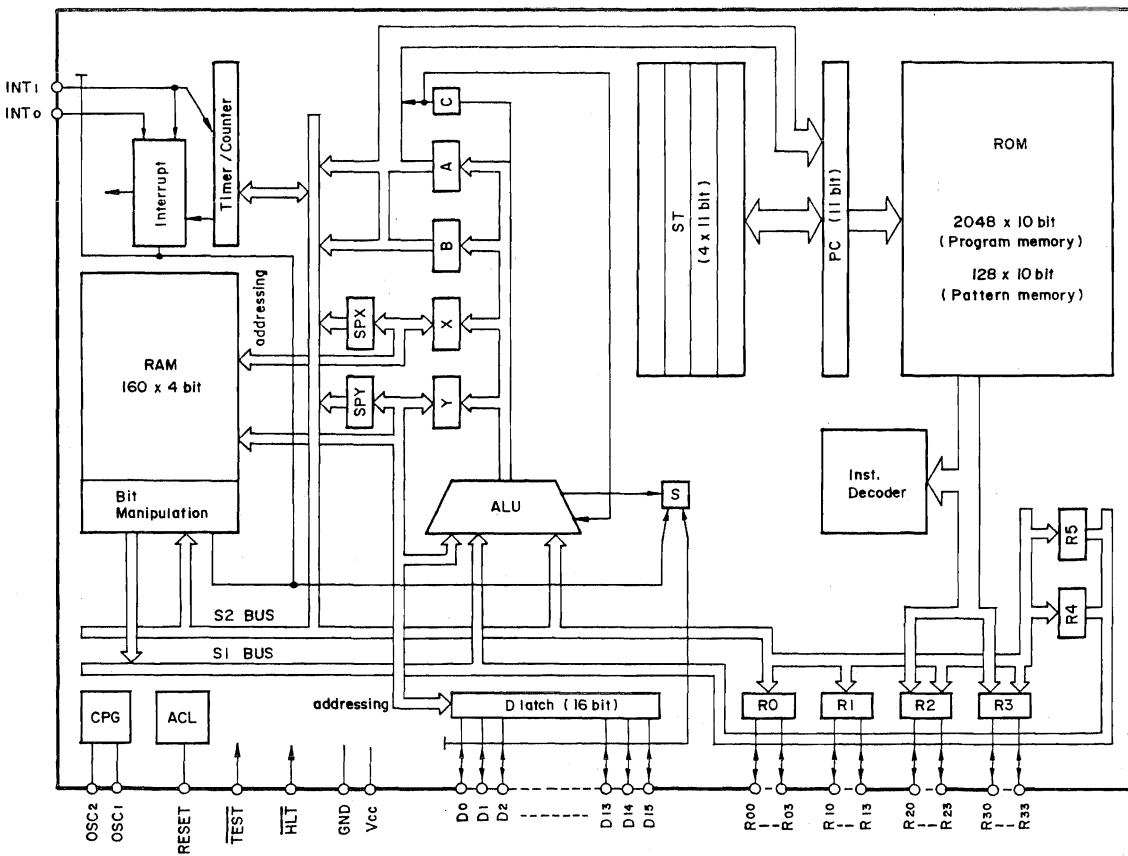 INT1
INT0
Interrupt
Timer/Counter
C
A
B
SPX
X
SPY
Y
addressing
RAM
160 x 4 bit
Bit
Manipulation
ALU
S
ST
(4 x 11 bit)
PC (11 bit)
ROM
2048 x 10 bit
(Program memory)
128 x 10bit
(Pattern memory)
Inst.
Decoder
R5
R4
S2 BUS
S1 BUS
CPG
ACL
addressing
D latch (16 bit)
R0
R1
R2
R3
OSC2
OSC1
RESET
TEST
HLT
GND
Vcc
D0
D1
D2
D13
D14
D15
R00
R03
R10
R13
R20
R23
R30
R33